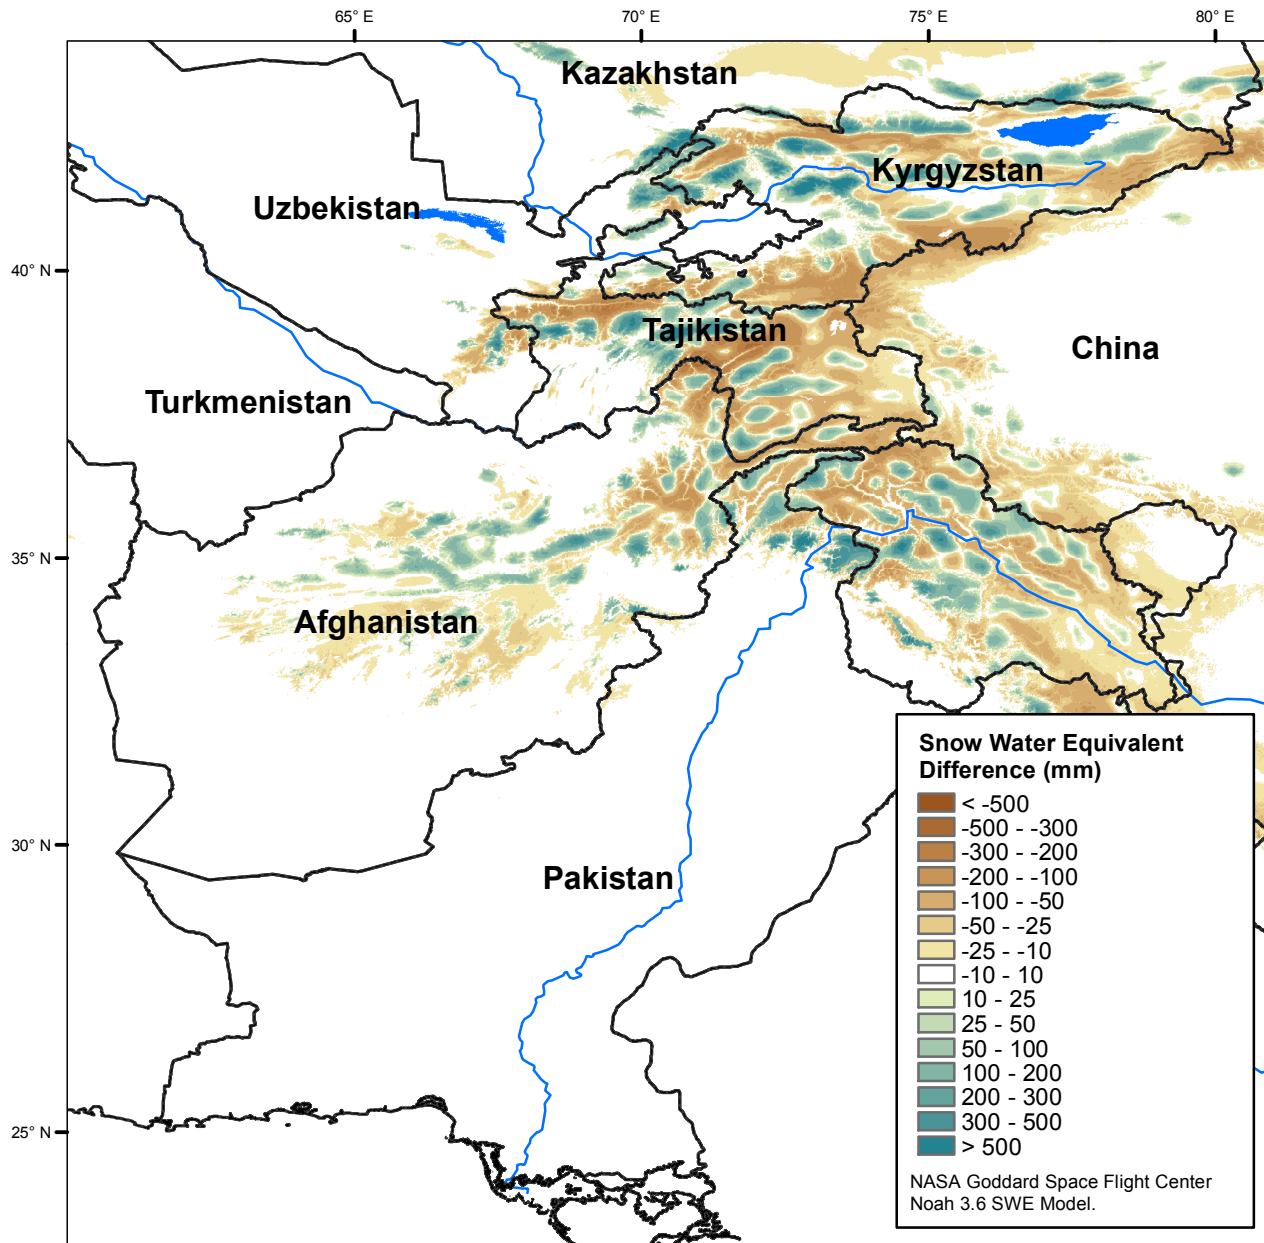 65° E
70° E
75° E
80° E
Kazakhstan
Kyrgyzstan
Uzbekistan
40° N
Tajikistan
China
Turkmenistan
35° N
Afghanistan
Snow Water Equivalent
Difference (mm)
< -500
-500 - -300
-300 - -200
-200 - -100
-100 - -50
-50 - -25
-25 - -10
-10 - 10
10 - 25
25 - 50
50 - 100
100 - 200
200 - 300
300 - 500
> 500
NASA Goddard Space Flight Center
Noah 3.6 SWE Model.
30° N
Pakistan
25° N